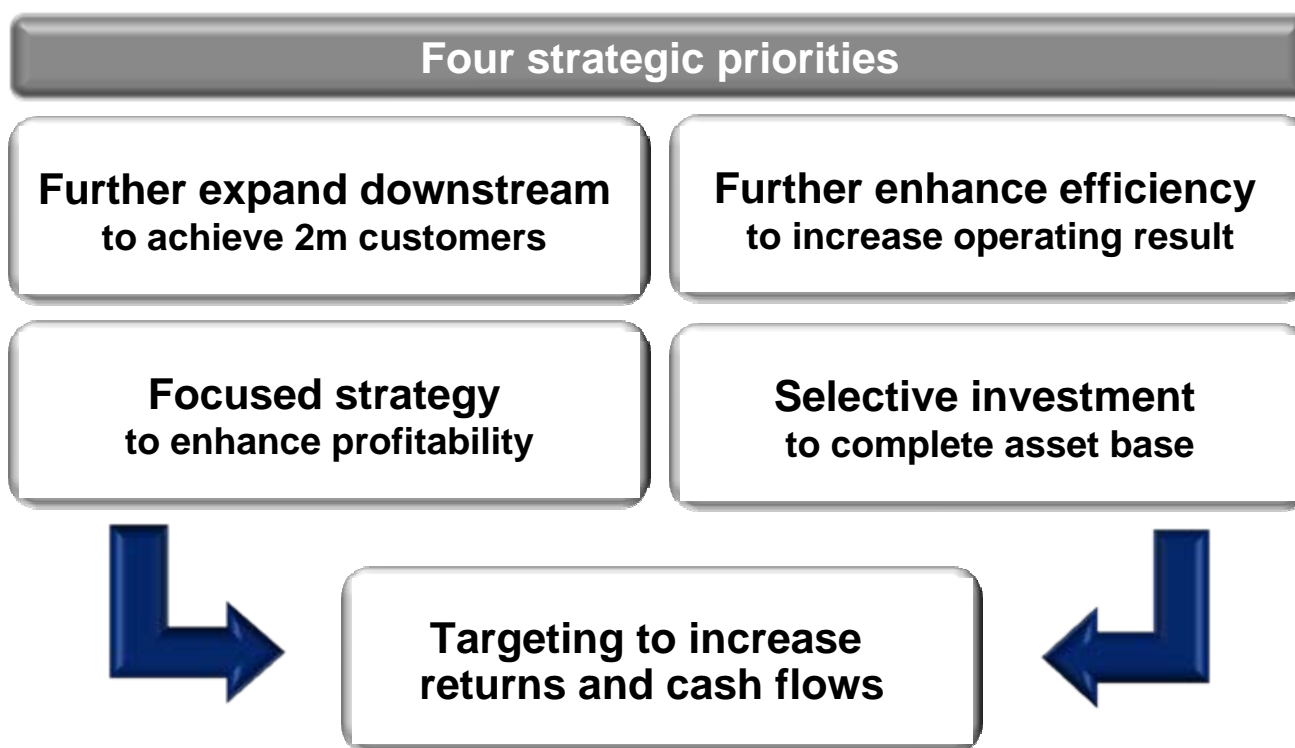 Four strategic priorities
Further expand downstream
to achieve 2m customers
Further enhance efficiency
to increase operating result
Focused strategy
to enhance profitability
Selective investment
to complete asset base
Targeting to increase
returns and cash flows